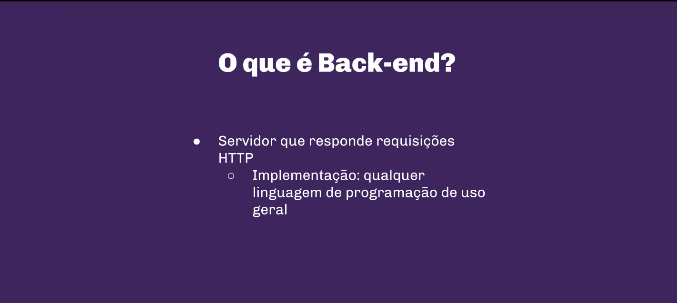 O que é Back-end?
● Servidor que responde requisições
HTTP
○ Implementação: qualquer
linguagem de programação de uso
geral